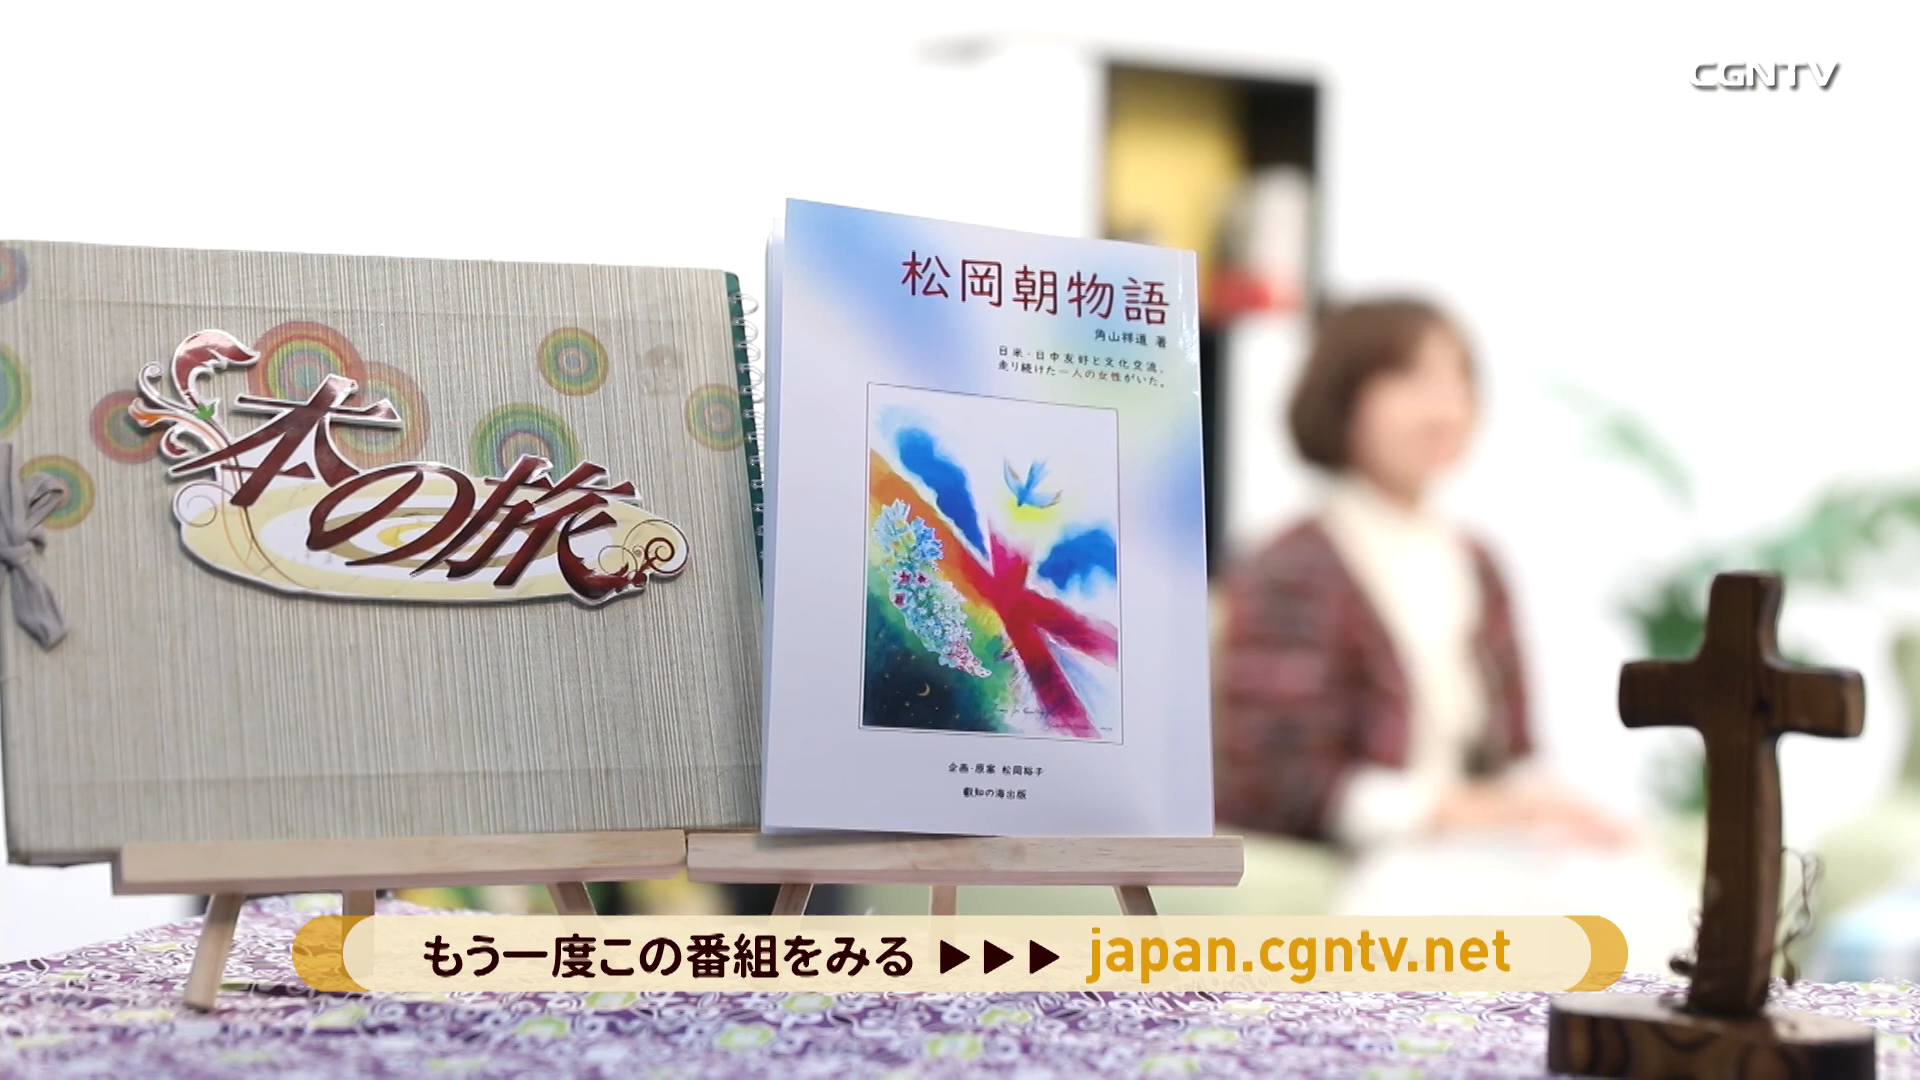 CGNTV
本の旅
松岡朝物語
角山祥道 著
日米・日中友好と文化交流、
走り続けた一人の女性がいた。
企画・原案 松岡裕子
叡知の海出版
もう一度この番組をみる ▶▶▶ japan.cgntv.net